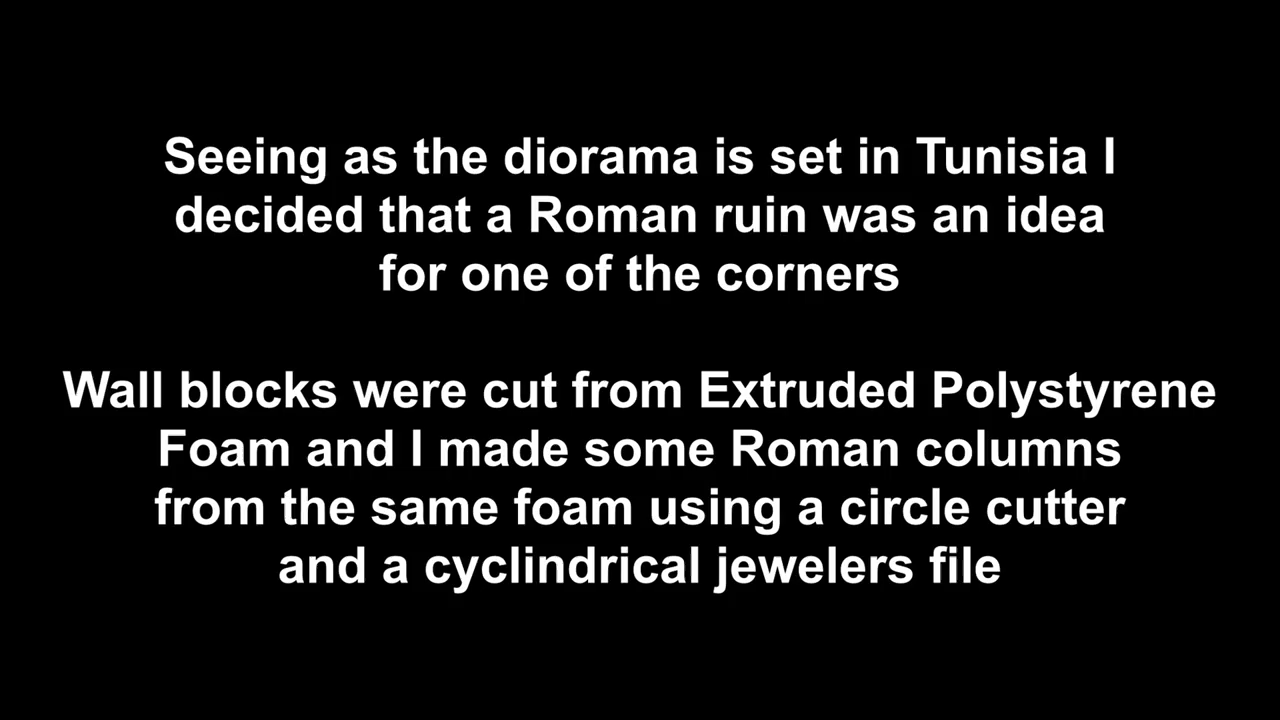 Seeing as the diorama is set in Tunisia I
decided that a Roman ruin was an idea
for one of the corners
Wall blocks were cut from Extruded Polystyrene
Foam and I made some Roman columns
from the same foam using a circle cutter
and a cyclindrical jewelers file